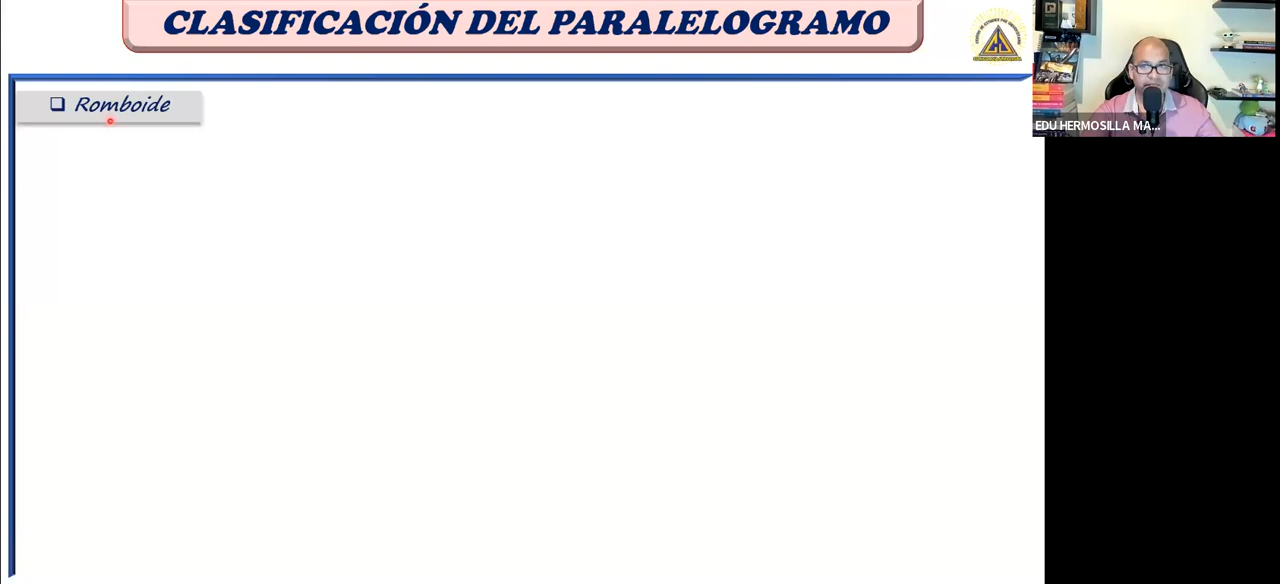 CLASIFICACIÓN DEL PARALELOGRAMO
Romboide
EDU HERMOSILLA MA...